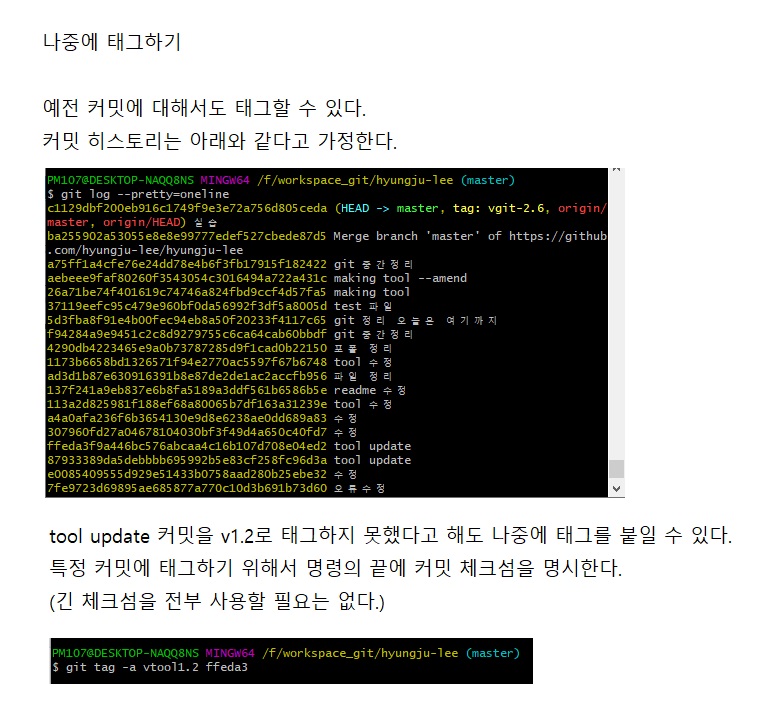 나중에 태그하기
예전 커밋에 대해서도 태그할 수 있다.
커밋 히스토리는 아래와 같다고 가정한다.
PM107@DESKTOP-NAQQ8NS MINGW64 /f/workspace_git/hyungju-lee (master)
$ git log --pretty=oneline
c1129dbf200eb916c1749f9e3e72a756d805ceda (HEAD -> master, tag: vgit-2.6, origin/
master, origin/HEAD) 실습
ba255902a53055e8e8e99777edef527cbede87d5 Merge branch 'master' of https://github
.com/hyungju-lee/hyungju-lee
a75ff1a4cfe76e24dd78e4b6f3fb17915f182422 git 중간정리
aebeee9faf80260f3543054c3016494a722a431c making tool --amend
26a71be74f401619c74746a824fbd9ccf4d57fa5 making tool
37119eefc95c479e960bf0da56992f3df5a8005d test 파일
5d3fba8f91e4b00fec94eb8a50f20233f4117c65 git 정리 오늘은 여기까지
f94284a9e9451c2c8d9279755c6ca64cab60bbdf git 중간정리
4290db4223465e9a0b73787285d9f1cad0b22150 포폴 정리
1173b6658bd1326571f94e2770ac5597f67b6748 tool 수정
ad3d1b87e630916391b8e87de2de1ac2accfb956 파일 정리
137f241a9eb837e6b8fa5189a3ddf561b6586b5e readme 수정
113a2d825981f188ef68a80065b7df163a31239e tool 수정
a4a0afa236f6b3654130e9d8e6238ae0dd689a83 수정
307960fd27a04678104030bf3f49d4a650c40fd7 수정
ffeda3f9a446bc576abcaa4c16b107d708e04ed2 tool update
87933389da5debbbb695992b5e83cf258fc96d3a tool update
e0085409555d929e51433b0758aad280b25ebe32 수정
7fe9723d69895ae685877a770c10d3b691b73d60 오류수정
tool update 커밋을 v1.2로 태그하지 못했다고 해도 나중에 태그를 붙일 수 있다.
특정 커밋에 태그하기 위해서 명령의 끝에 커밋 체크섬을 명시한다.
(긴 체크섬을 전부 사용할 필요는 없다.)
PM107@DESKTOP-NAQQ8NS MINGW64 /f/workspace_git/hyungju-lee (master)
$ git tag -a vtool1.2 ffeda3